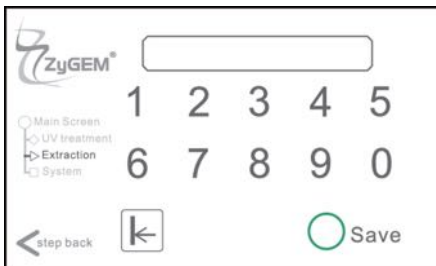 ZyGEM®
1 2 3 4 5
Main Screen
UV treatment
Extraction
System
6 7 8 9 0
step back
Save